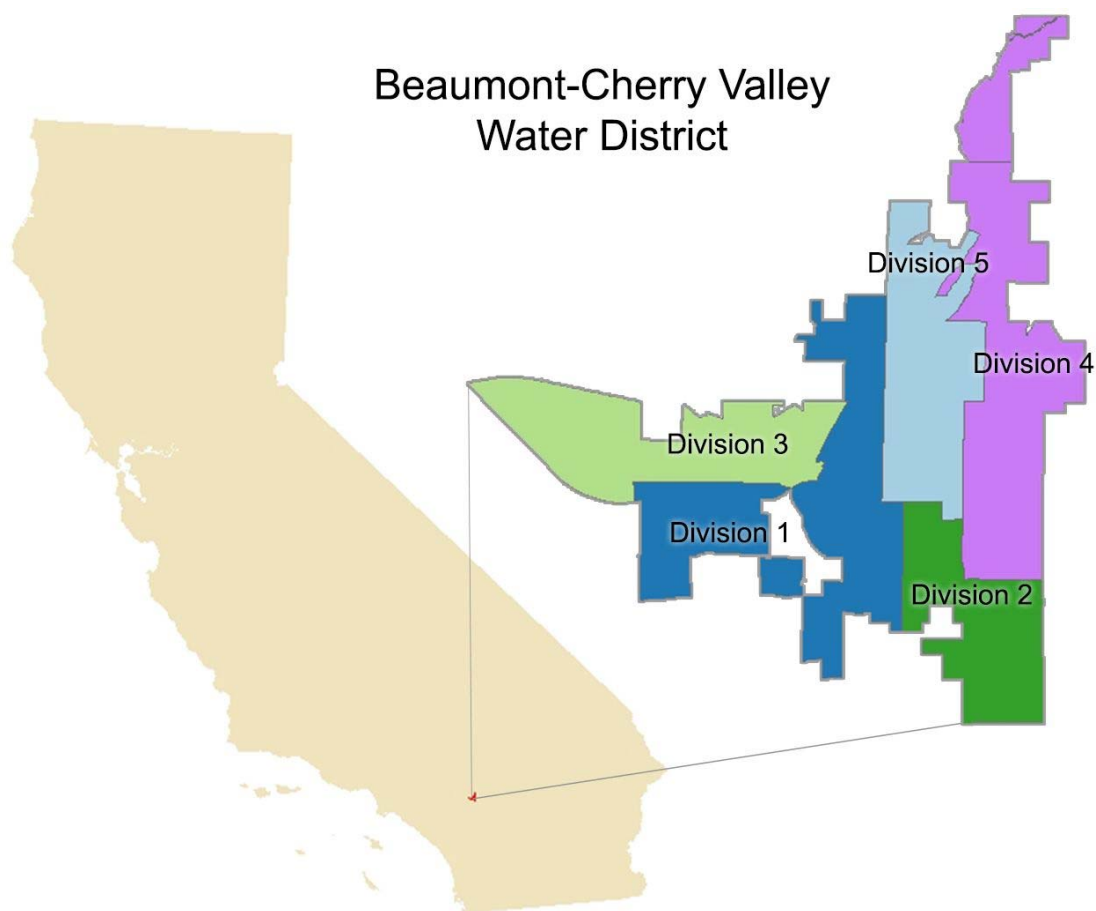 Beaumont-Cherry Valley
Water District
Division 5
Division 4
Division 3
Division 1
Division 2